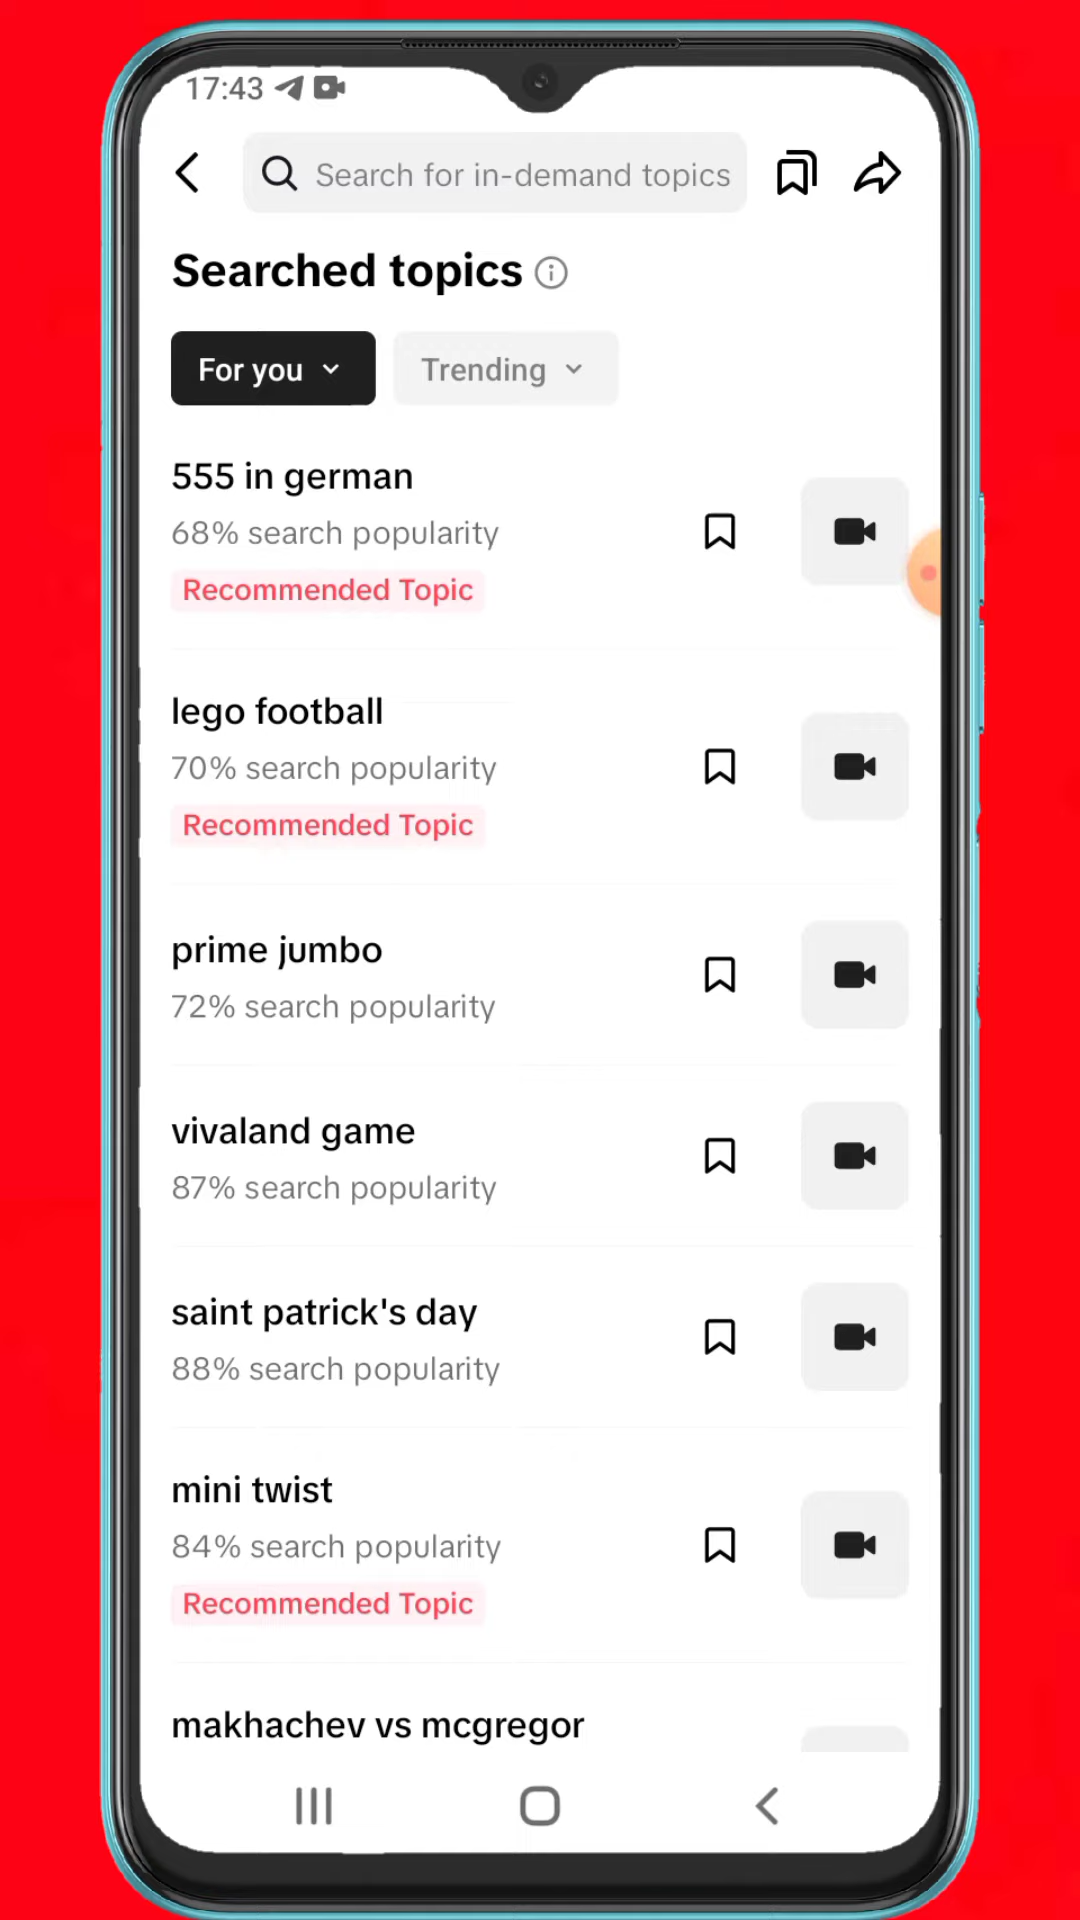 17:43
Search for in-demand topics
Searched topics
For you
Trending
555 in german
68% search popularity
Recommended Topic
lego football
70% search popularity
Recommended Topic
prime jumbo
72% search popularity
vivaland game
87% search popularity
saint patrick's day
88% search popularity
mini twist
84% search popularity
Recommended Topic
makhachev vs mcgregor